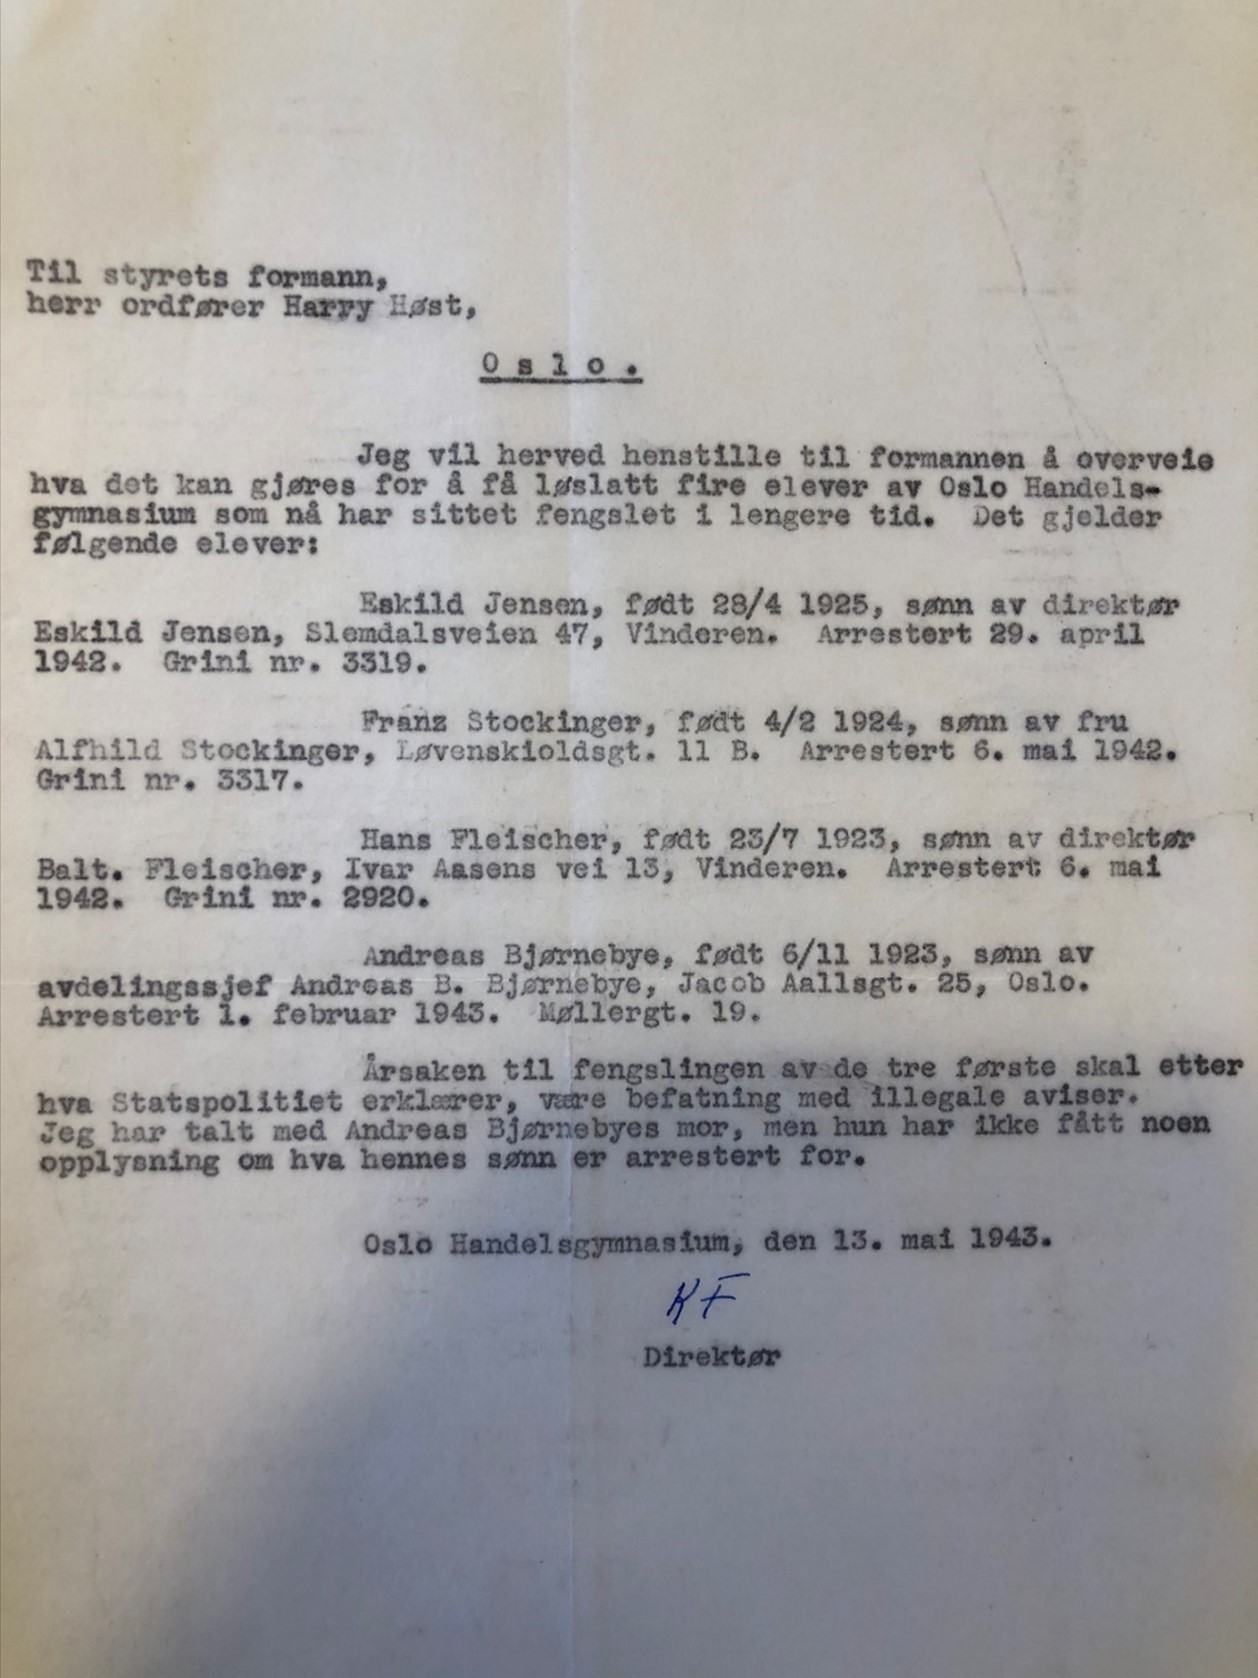 Til styrets formann,
herr ordfører Harry Høst,
O s l o .
Jeg vil herved henstille til formannen å overveie
hva det kan gjøres for å få løslatt fire elever av Oslo Handels-
gymnasium som nå har sittet fengslet i lengere tid. Det gjelder
følgende elever:
Eskild Jensen, født 28/4 1925, sønn av direktør
Eskild Jensen, Slemdalsveien 47, Vinderen. Arrestert 29. april
1942. Grini nr. 3319.
Franz Stockinger, født 4/2 1924, sønn av fru
Alfhild Stockinger, Løvenskioldsgt. 11 B. Arrestert 6. mai 1942.
Grini nr. 3317.
Hans Fleischer, født 23/7 1923, sønn av direktør
Balt. Fleischer, Ivar Aasens vei 13, Vinderen. Arrestert 6. mai
1942. Grini nr. 2920.
Andreas Bjørnebye, født 6/11 1923, sønn av
avdelingssjef Andreas B. Bjørnebye, Jacob Aallsgt. 25, Oslo.
Arrestert 1. februar 1943. Møllergt. 19.
Årsaken til fengslingen av de tre første skal etter
hva Statspolitiet erklærer, være befatning med illegale aviser.
Jeg har talt med Andreas Bjørnebyes mor, men hun har ikke fått noen
opplysning om hva hennes sønn er arrestert for.
Oslo Handelsgymnasium, den 13. mai 1943.
KF
Direktør